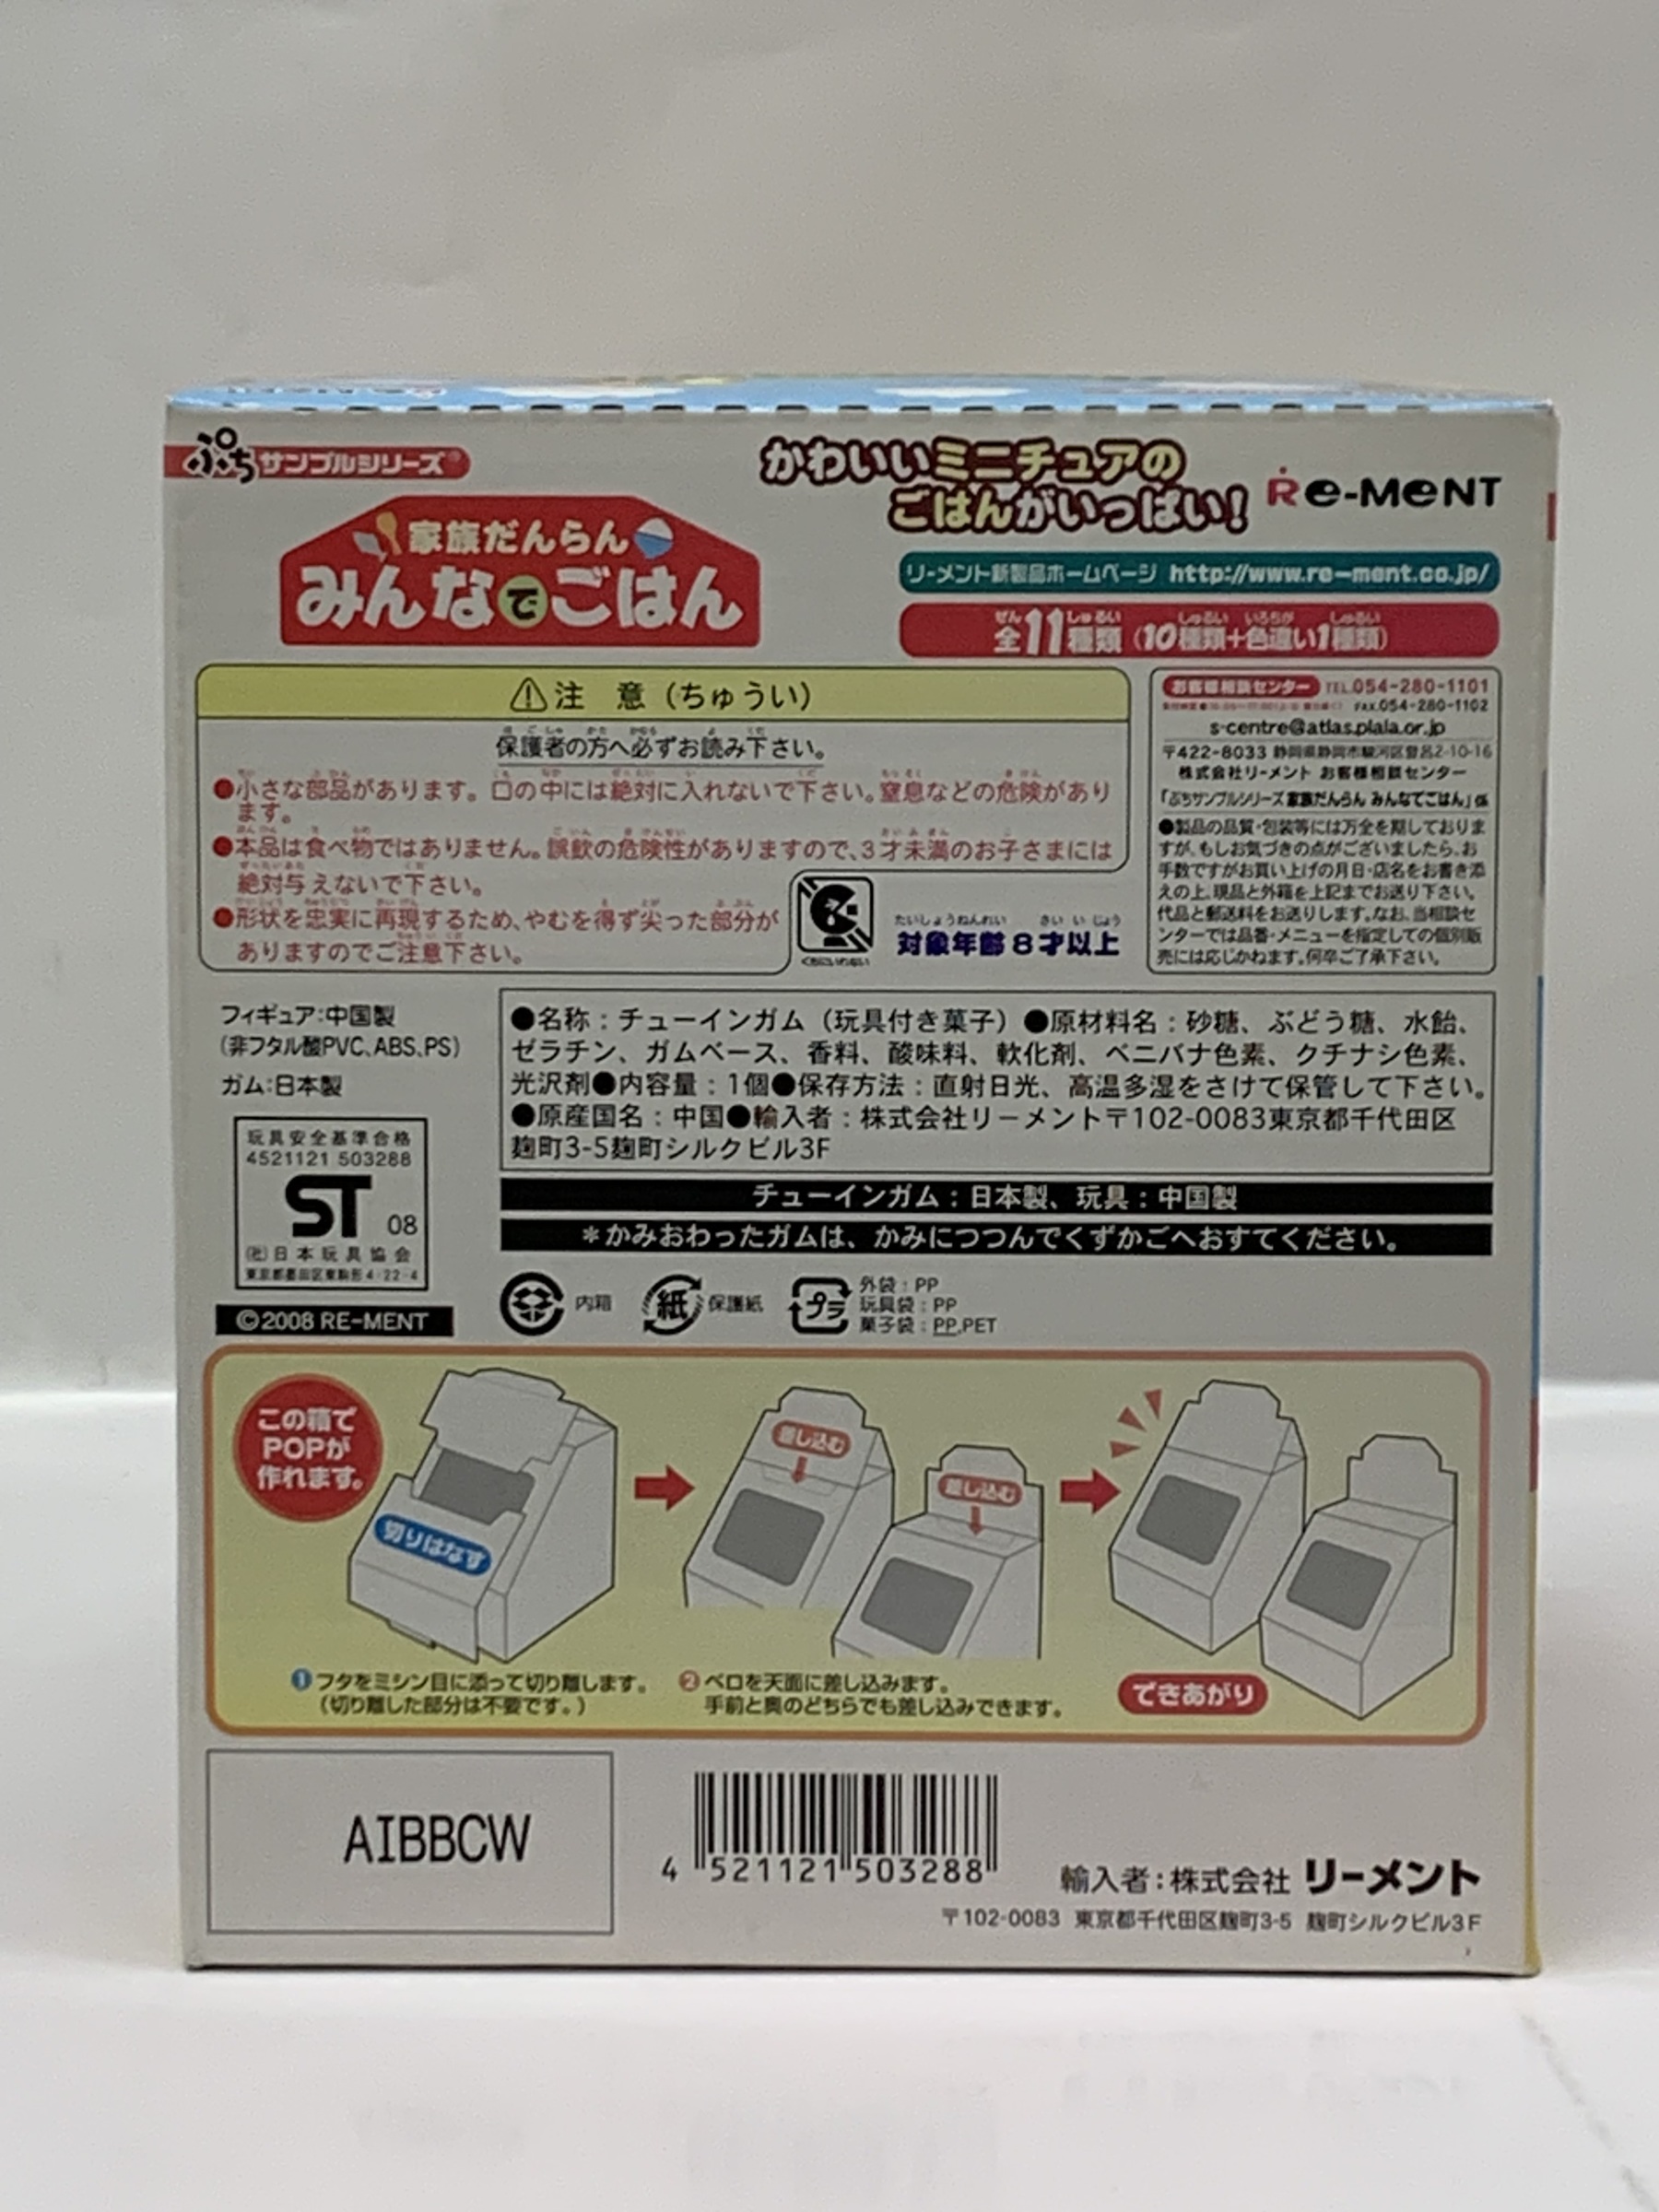 ぷちサンプルシリーズ®
家族だんらん
みんなでごはん
かわいいミニチュアの
ごはんがいっぱい!
Re-MeNT
リーメント新製品ホームページ http://www.re-ment.co.jp/
全11種類(10種類+色違い1種類)
⚠注 意(ちゅうい)
保護者の方へ必ずお読み下さい。
●小さな部品があります。口の中には絶対に入れないで下さい。窒息などの危険があり
ます。
●本品は食べ物ではありません。誤飲の危険性がありますので、3才未満のお子さまには
絶対与えないで下さい。
●形状を忠実に再現するため、やむを得ず尖った部分が
ありますのでご注意下さい。
くちにいれない
たいしょうねんれい さい い じょう
対象年齢8才以上
お客様相談センター TEL.054-280-1101
FAX.054-280-1102
s-centre@atlas.plala.or.jp
〒422-8033 静岡県静岡市駿河区登呂2-10-16
株式会社リーメント お客様相談センター
「ぷちサンプルシリーズ 家族だんらん みんなでごはん」係
●製品の品質・包装等には万全を期しておりま
すが、もしお気づきの点がございましたら、お
手数ですがお買い上げの月日・店名をお書き添
えの上、現品と外箱を上記までお送り下さい。
代品と郵送料をお送りします。なお、当相談セ
ンターでは品番・メニューを指定しての個別販
売には応じかねます。何卒ご了承下さい。
フィギュア:中国製
(非フタル酸PVC、ABS、PS)
ガム:日本製
●名称:チューインガム(玩具付き菓子)●原材料名:砂糖、ぶどう糖、水飴、
ゼラチン、ガムベース、香料、酸味料、軟化剤、ベニバナ色素、クチナシ色素、
光沢剤●内容量:1個●保存方法:直射日光、高温多湿をさけて保管して下さい。
●原産国名:中国●輸入者:株式会社リーメント〒102-0083東京都千代田区
麹町3-5麹町シルクビル3F
チューインガム:日本製、玩具:中国製
*かみおわったガムは、かみにつつんでくずかごへおすてください。
玩具安全基準合格
4521121 503288
ST 08
(社)日本玩具協会
東京都墨田区東駒形4-22-4
©2008 RE-MENT
内箱
紙 保護紙
プラ
外袋:PP
玩具袋:PP
菓子袋:PP,PET
この箱で
POPが
作れます。
切りはなす
差し込む
差し込む
①フタをミシン目に添って切り離します。
(切り離した部分は不要です。)
②ベロを天面に差し込みます。
手前と奥のどちらでも差し込みできます。
できあがり
AIBBCW
4 521121 503288
輸入者:株式会社 リーメント
〒102-0083 東京都千代田区麹町3-5 麹町シルクビル3F